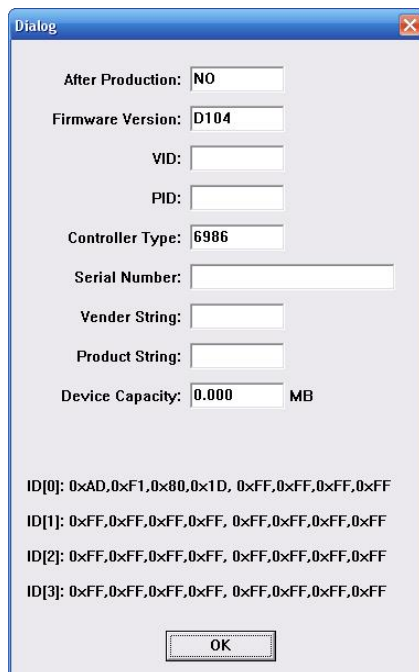 Dialog
After Production: NO
Firmware Version: D104
VID:
PID:
Controller Type: 6986
Serial Number:
Vender String:
Product String:
Device Capacity: 0.000 MB
ID[0]: 0xAD,0xF1,0x80,0x1D, 0xFF,0xFF,0xFF,0xFF
ID[1]: 0xFF,0xFF,0xFF,0xFF, 0xFF,0xFF,0xFF,0xFF
ID[2]: 0xFF,0xFF,0xFF,0xFF, 0xFF,0xFF,0xFF,0xFF
ID[3]: 0xFF,0xFF,0xFF,0xFF, 0xFF,0xFF,0xFF,0xFF
OK